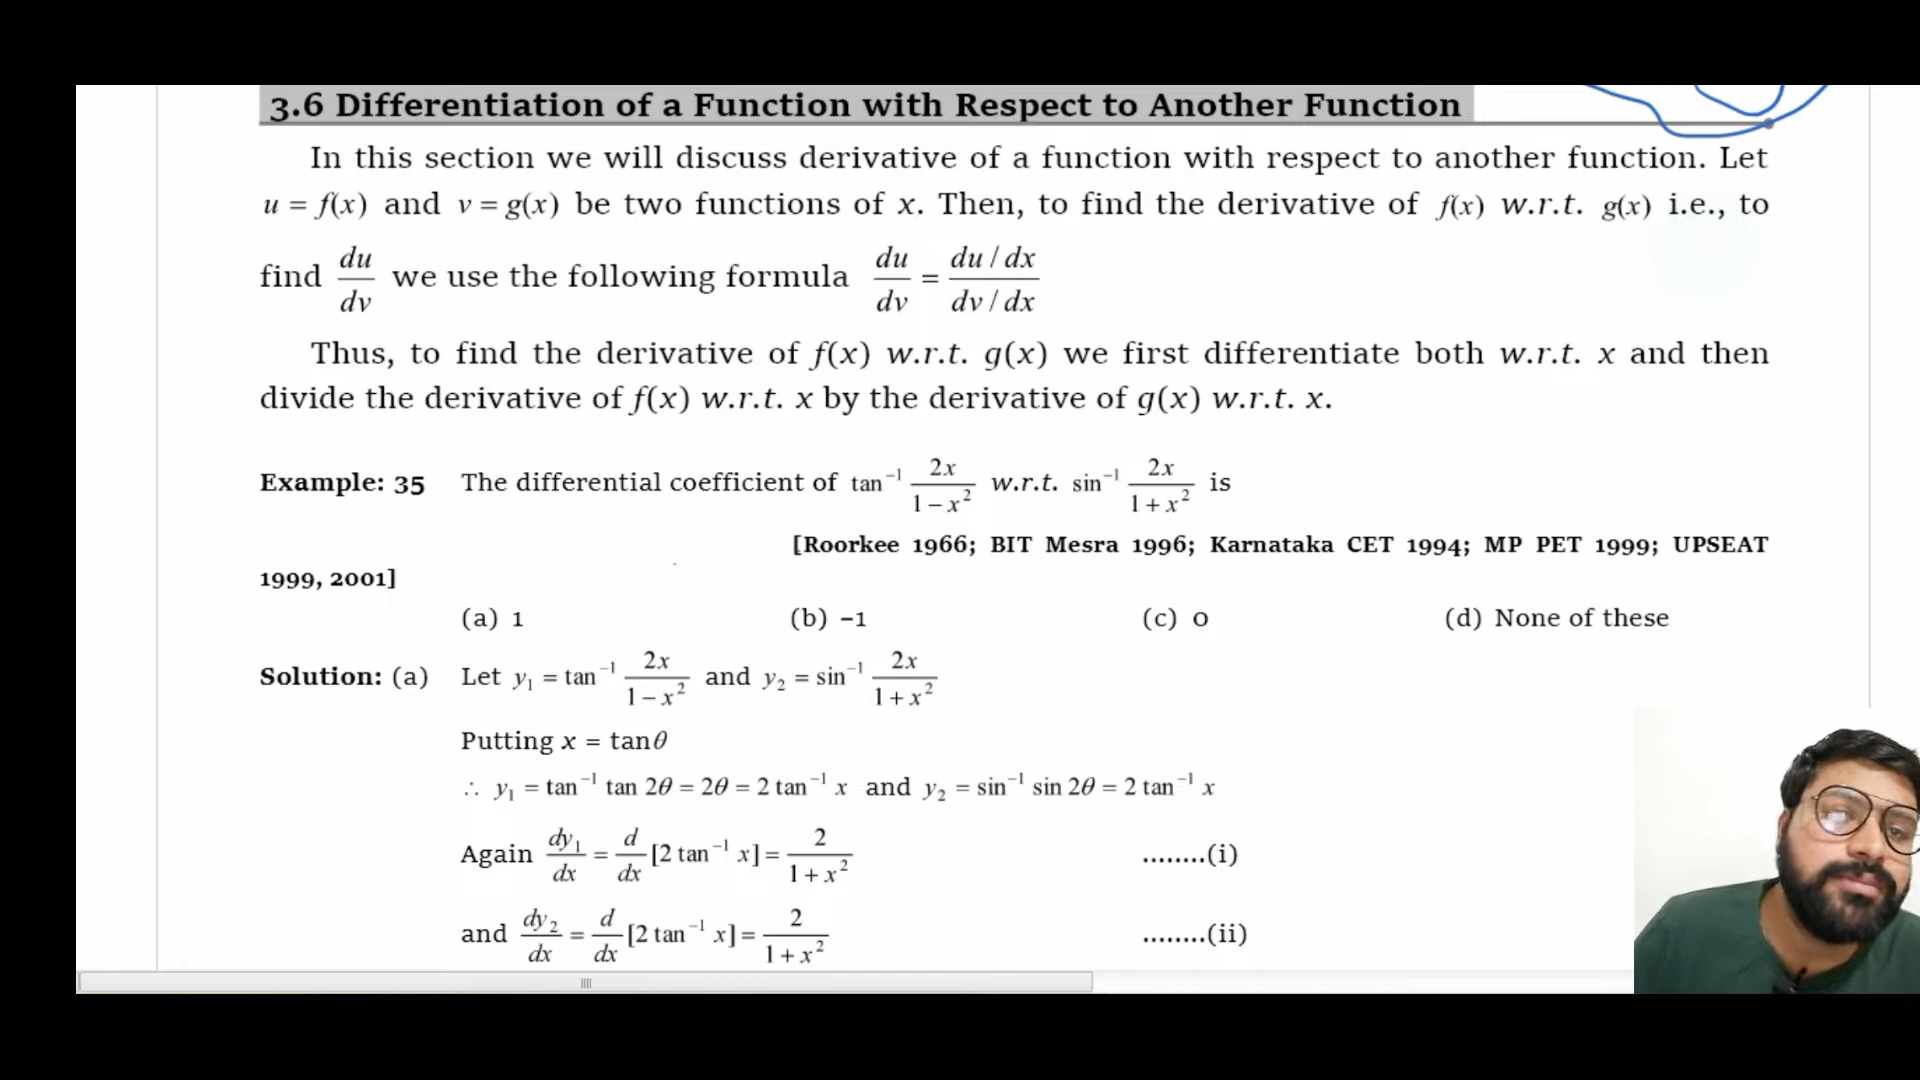 3.6 Differentiation of a Function with Respect to Another Function
In this section we will discuss derivative of a function with respect to another function. Let
u = f(x) and v = g(x) be two functions of x. Then, to find the derivative of f(x) w.r.t. g(x) i.e., to
find du/dv we use the following formula du/dv = (du / dx)/(dv / dx)
Thus, to find the derivative of f(x) w.r.t. g(x) we first differentiate both w.r.t. x and then
divide the derivative of f(x) w.r.t. x by the derivative of g(x) w.r.t. x.
Example: 35 The differential coefficient of tan⁻¹ 2x/(1 − x²) w.r.t. sin⁻¹ 2x/(1 + x²) is
[Roorkee 1966; BIT Mesra 1996; Karnataka CET 1994; MP PET 1999; UPSEAT
1999, 2001]
(a) 1 (b) −1 (c) 0 (d) None of these
Solution: (a) Let y₁ = tan⁻¹ 2x/(1 − x²) and y₂ = sin⁻¹ 2x/(1 + x²)
Putting x = tanθ
∴ y₁ = tan⁻¹ tan 2θ = 2θ = 2 tan⁻¹ x and y₂ = sin⁻¹ sin 2θ = 2 tan⁻¹ x
Again dy₁/dx = d/dx [2 tan⁻¹ x] = 2/(1 + x²) ........(i)
and dy₂/dx = d/dx [2 tan⁻¹ x] = 2/(1 + x²) ........(ii)